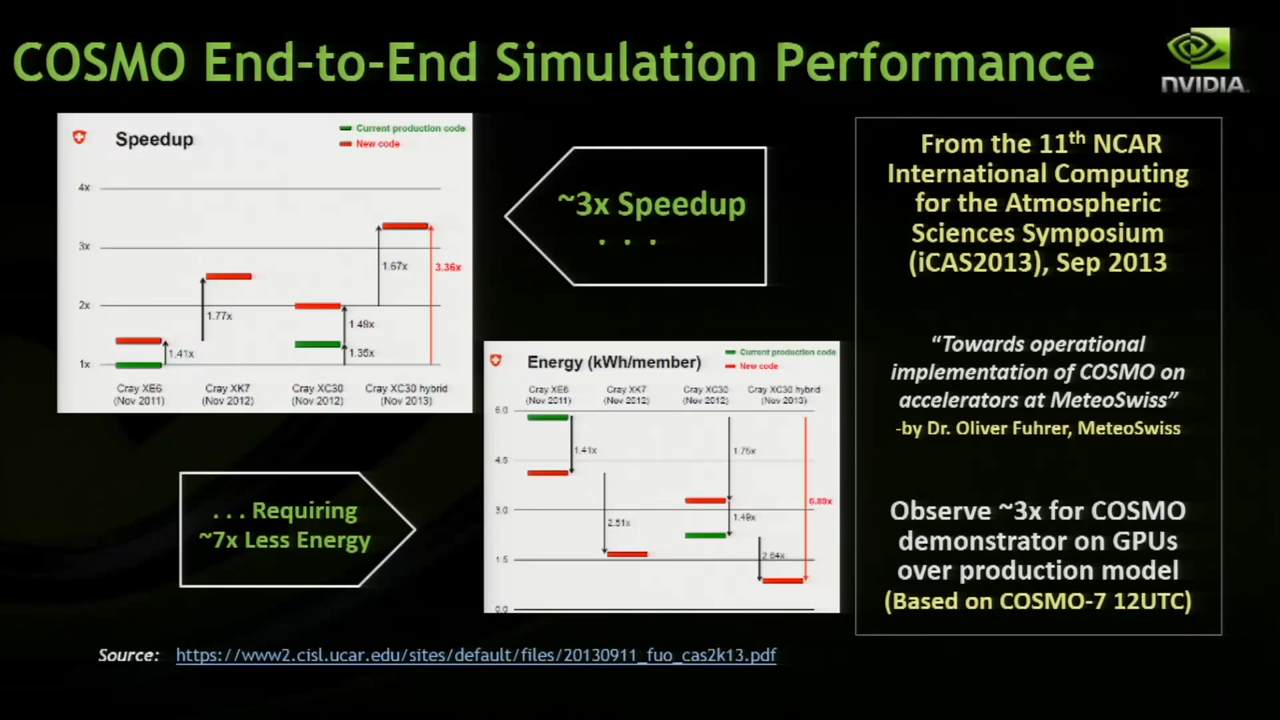 COSMO End-to-End Simulation Performance
NVIDIA
Speedup
Current production code
New code
4x
3x
2x
1x
1.41x
1.77x
1.49x
1.35x
1.67x
3.36x
Cray XE6
(Nov 2011)
Cray XK7
(Nov 2012)
Cray XC30
(Nov 2012)
Cray XC30 hybrid
(Nov 2013)
~3x Speedup
. . .
Energy (kWh/member)
Current production code
New code
Cray XE6
(Nov 2011)
Cray XK7
(Nov 2012)
Cray XC30
(Nov 2012)
Cray XC30 hybrid
(Nov 2013)
6.0
4.5
3.0
1.5
0.0
1.41x
2.51x
1.75x
1.49x
2.64x
6.89x
. . . Requiring
~7x Less Energy
From the 11th NCAR
International Computing
for the Atmospheric
Sciences Symposium
(iCAS2013), Sep 2013
“Towards operational
implementation of COSMO on
accelerators at MeteoSwiss”
-by Dr. Oliver Fuhrer, MeteoSwiss
Observe ~3x for COSMO
demonstrator on GPUs
over production model
(Based on COSMO-7 12UTC)
Source: https://www2.cisl.ucar.edu/sites/default/files/20130911_fuo_cas2k13.pdf